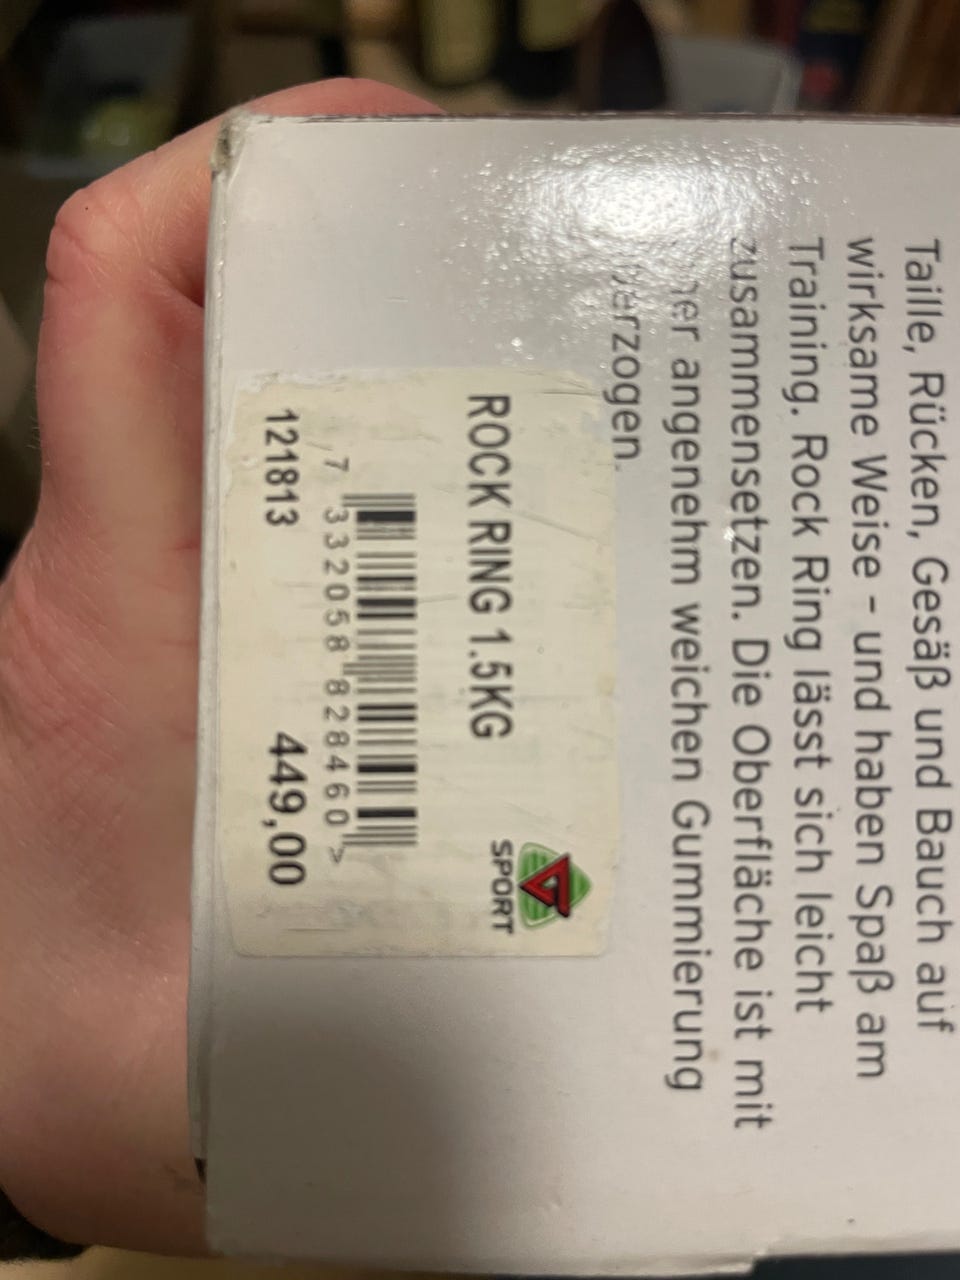 Taille, Rücken, Gesäß und Bauch auf
wirksame Weise - und haben Spaß am
Training. Rock Ring lässt sich leicht
zusammensetzen. Die Oberfläche ist mit
angenehm weichen Gummierung
überzogen.
ROCK RING 1.5KG
SPORT
7 332058 828460 >
121813
449,00